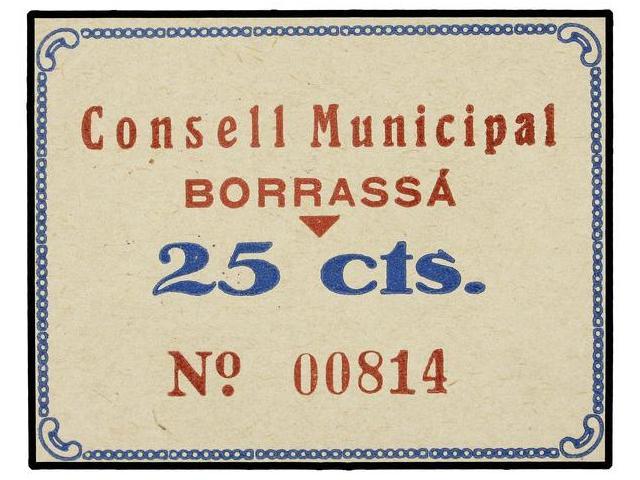 Consell Municipal
BORRASSÁ
25 cts.
Nº 00814